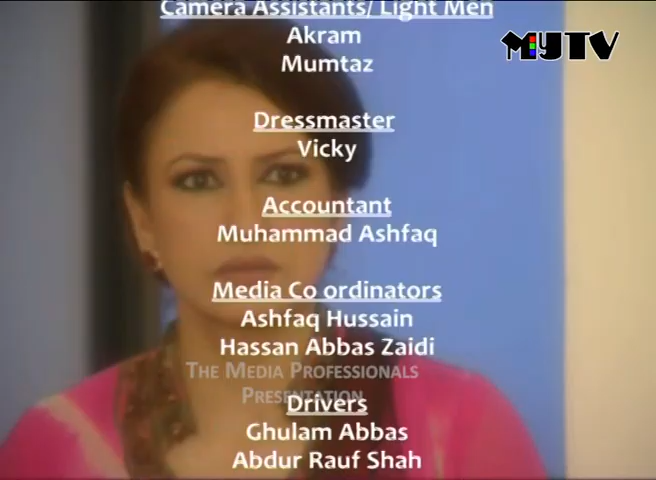 Camera Assistants/ Light Men
MYTV
Akram
Mumtaz
Dressmaster
Vicky
Accountant
Muhammad Ashfaq
Media Co ordinators
Ashfaq Hussain
Hassan Abbas Zaidi
The Media Professionals
Presentation
Drivers
Ghulam Abbas
Abdur Rauf Shah